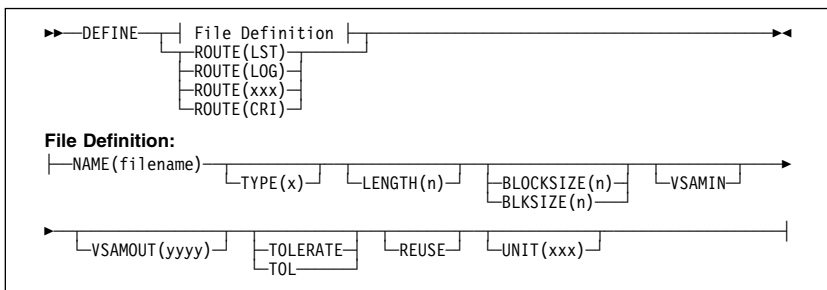 DEFINE File Definition
ROUTE(LST)
ROUTE(LOG)
ROUTE(xxx)
ROUTE(CRI)
File Definition:
NAME(filename)
TYPE(x) LENGTH(n) BLOCKSIZE(n) VSAMIN
BLKSIZE(n)
VSAMOUT(yyyy) TOLERATE REUSE UNIT(xxx)
TOL